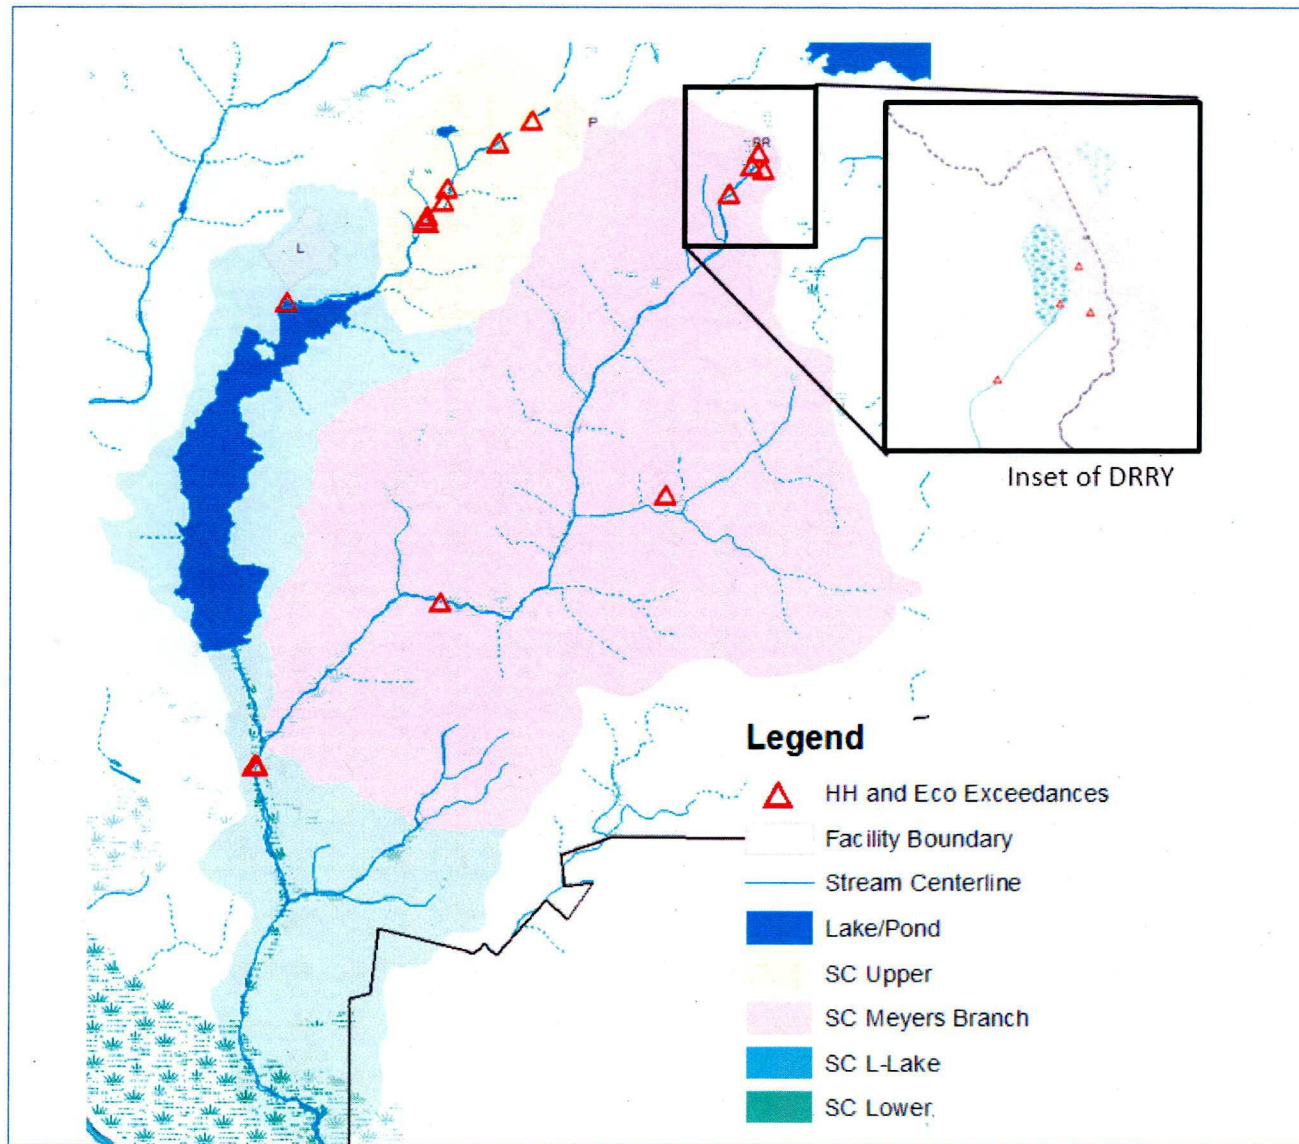 P
RR
L
Inset of DRRY
Legend
HH and Eco Exceedances
Facility Boundary
Stream Centerline
Lake/Pond
SC Upper
SC Meyers Branch
SC L-Lake
SC Lower